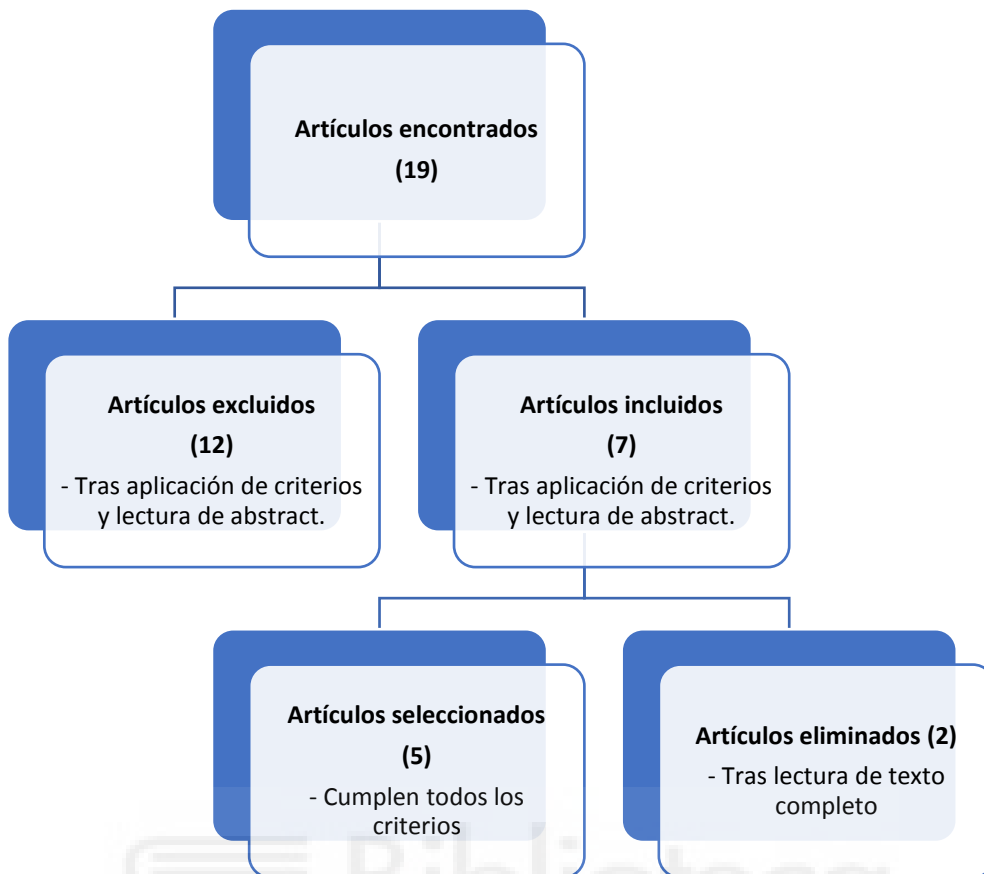 Artículos encontrados
(19)
Artículos excluidos
(12)
- Tras aplicación de criterios
y lectura de abstract.
Artículos incluidos
(7)
- Tras aplicación de criterios
y lectura de abstract.
Artículos seleccionados
(5)
- Cumplen todos los
criterios
Artículos eliminados (2)
- Tras lectura de texto
completo
Biblioteca